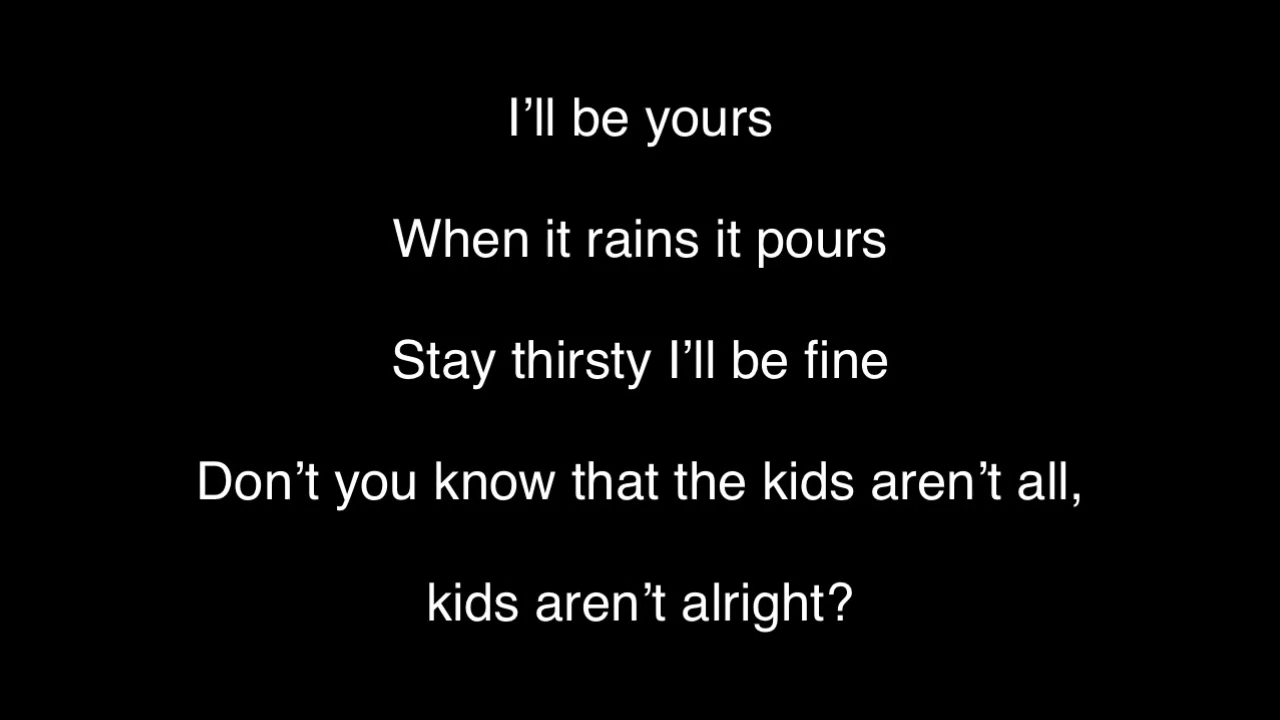 I’ll be yours
When it rains it pours
Stay thirsty I’ll be fine
Don’t you know that the kids aren’t all,
kids aren’t alright?